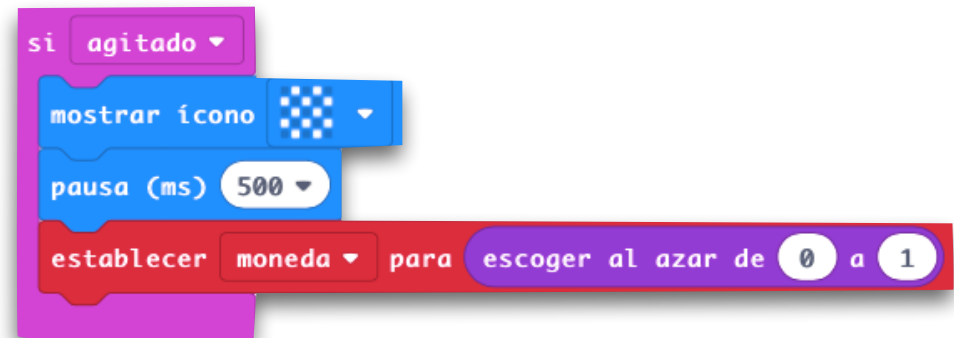 si agitado
mostrar ícono
pausa (ms) 500
establecer moneda para escoger al azar de 0 a 1